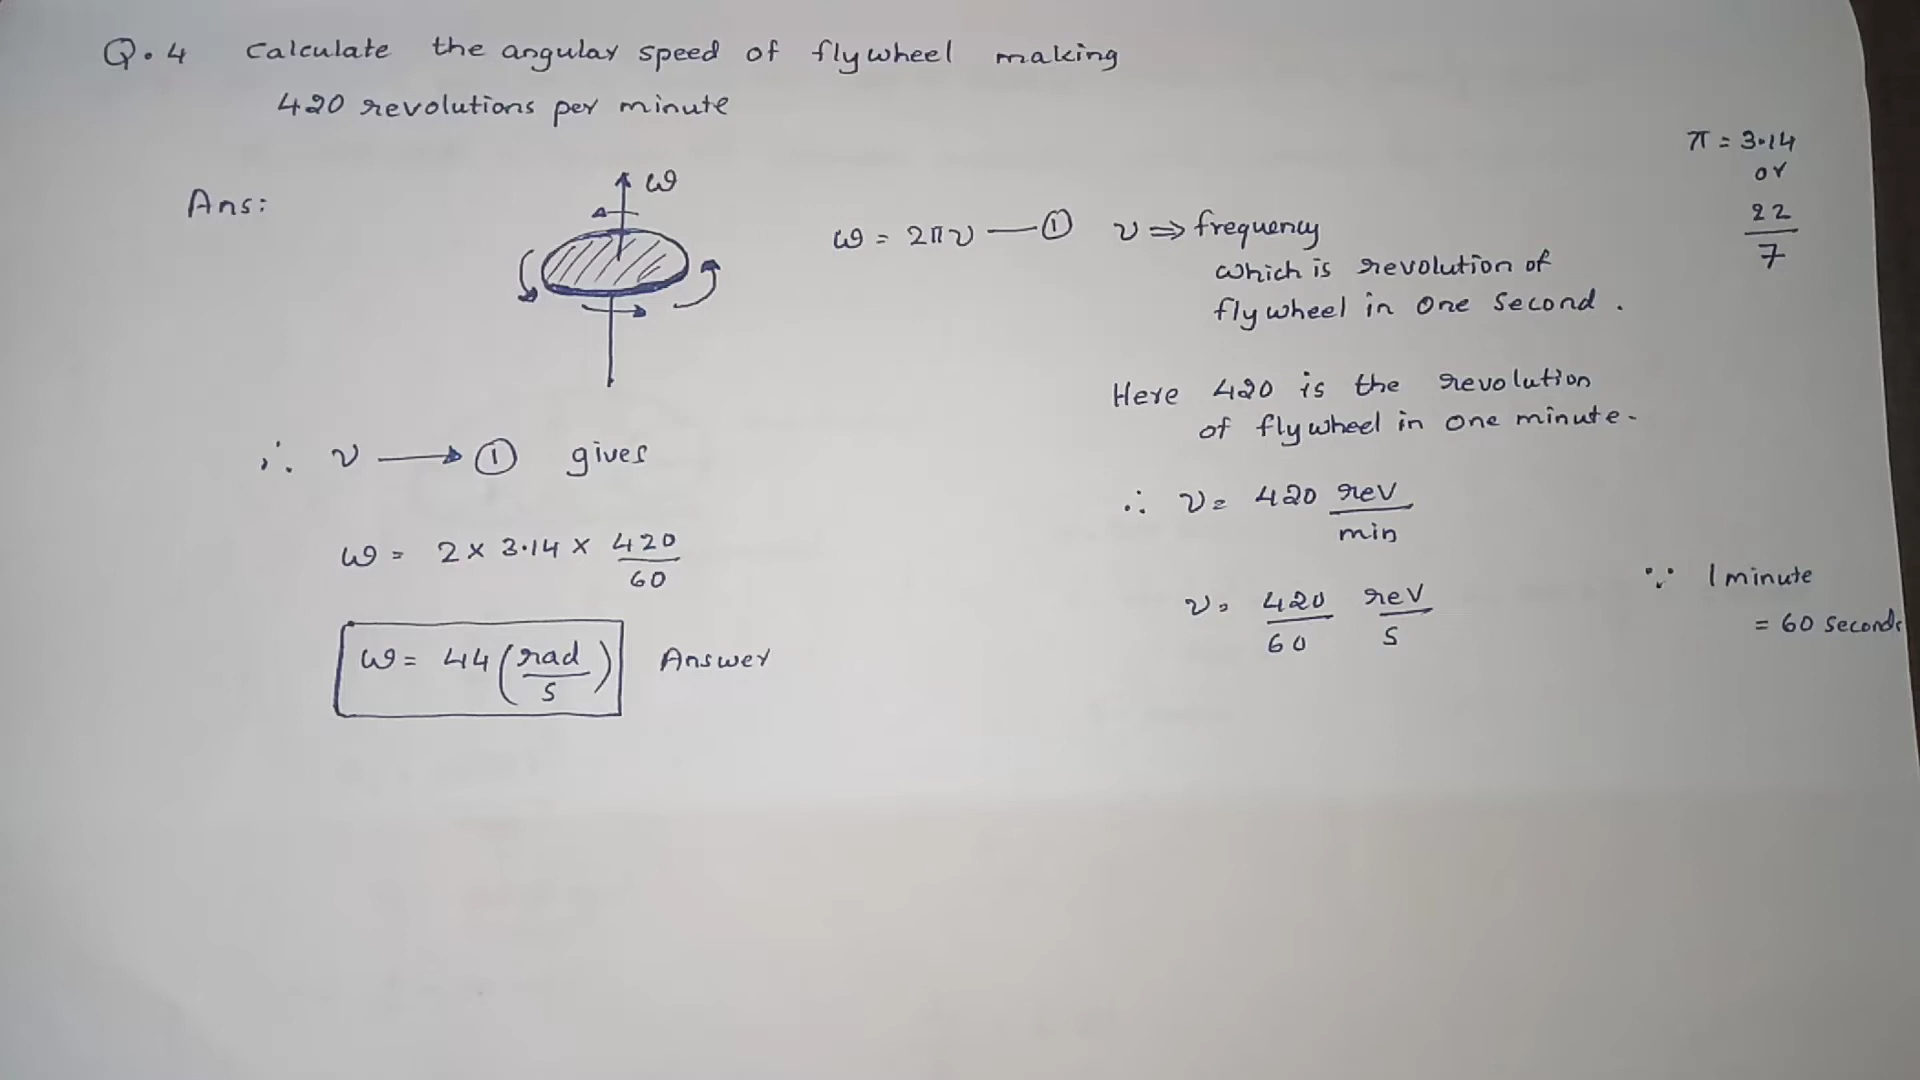 Q.4 Calculate the angular speed of flywheel making
420 revolutions per minute
Ans:
ω
ω = 2πν — ①
ν ⇒ frequency
which is revolution of
flywheel in one second.
π = 3.14
or
22
7
Here 420 is the revolution
of flywheel in one minute.
∴ ν = 420 rev
min
ν = 420 rev
60 s
∵ 1 minute
= 60 seconds
∴ ν → ① gives
ω = 2 × 3.14 × 420
60
ω = 44 (rad
s) Answer